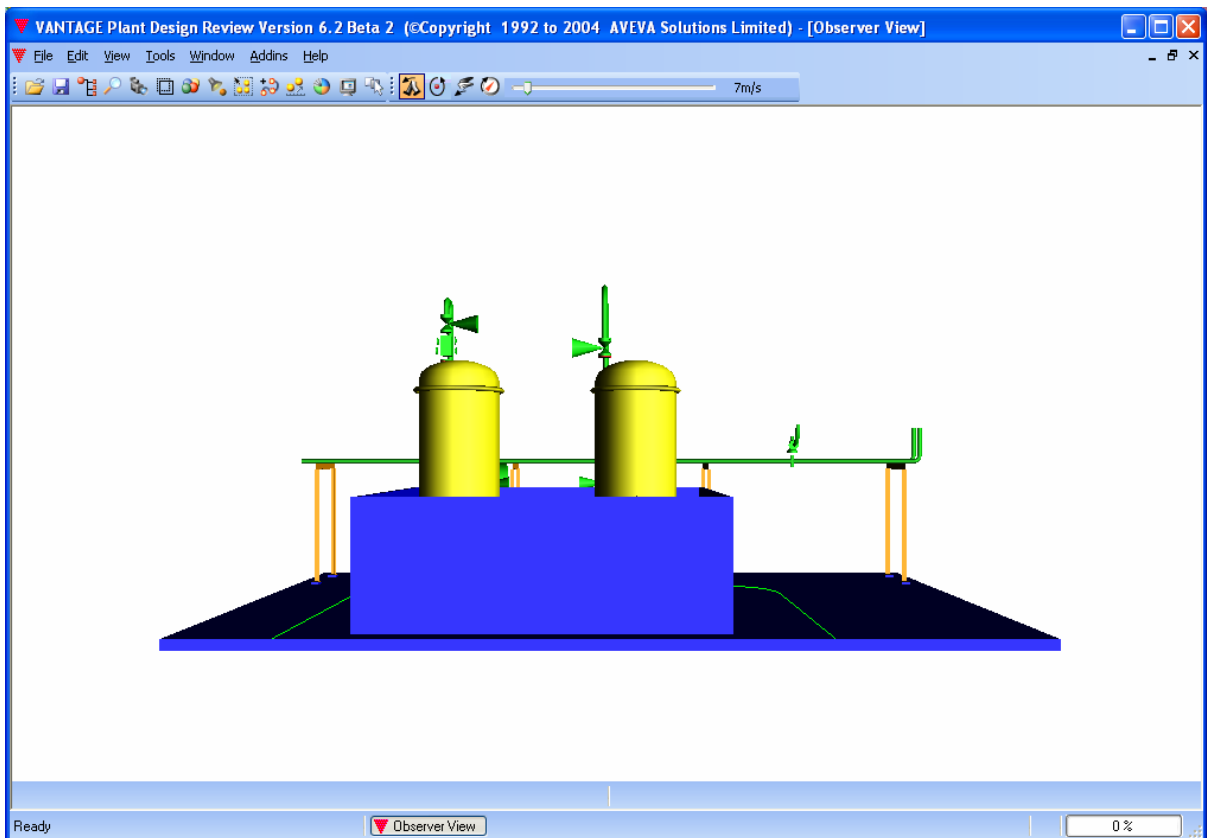 VANTAGE Plant Design Review Version 6.2 Beta 2 (©Copyright 1992 to 2004 AVEVA Solutions Limited) - [Observer View]
File Edit View Tools Window Addins Help
7m/s
Ready Observer View 0 %